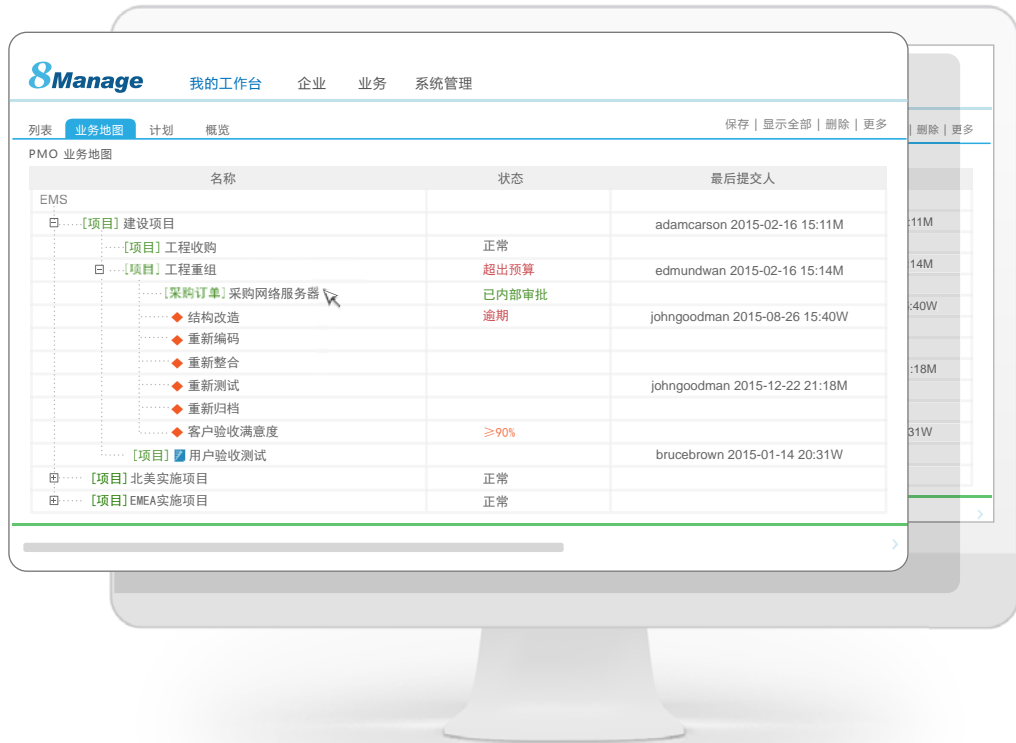 8Manage 我的工作台 企业 业务 系统管理
列表 业务地图 计划 概览 保存 | 显示全部 | 删除 | 更多
| 删除 | 更多
PMO 业务地图
名称 状态 最后提交人
EMS
[项目] 建设项目 adamcarson 2015-02-16 15:11M
:11M
[项目] 工程收购 正常
[项目] 工程重组 超出预算 edmundwan 2015-02-16 15:14M
14M
[采购订单] 采购网络服务器 已内部审批
:40W
结构改造 逾期 johngoodman 2015-08-26 15:40W
重新编码
重新整合
:18M
重新测试 johngoodman 2015-12-22 21:18M
重新归档
客户验收满意度 ≥90%
31W
[项目] 用户验收测试 brucebrown 2015-01-14 20:31W
[项目] 北美实施项目 正常
[项目] EMEA实施项目 正常